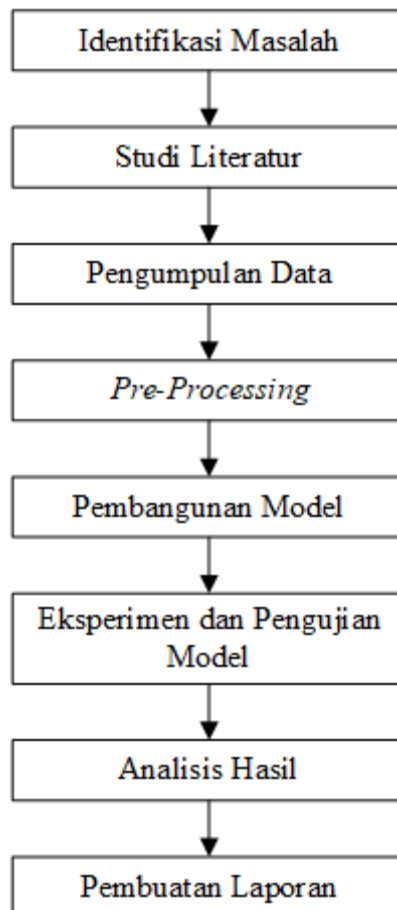 Identifikasi Masalah
Studi Literatur
Pengumpulan Data
Pre-Processing
Pembangunan Model
Eksperimen dan Pengujian
Model
Analisis Hasil
Pembuatan Laporan